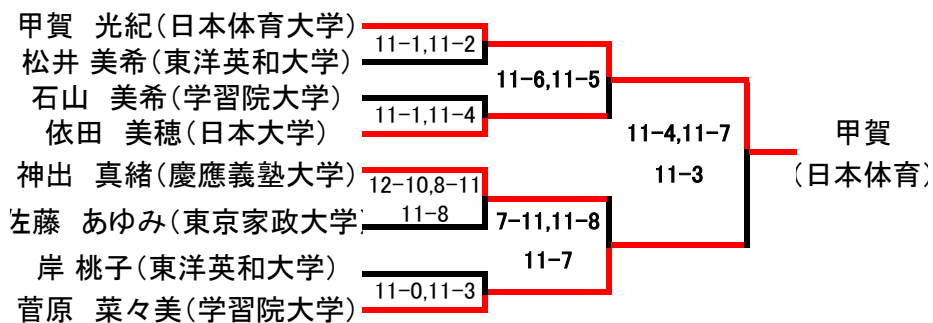 甲賀　光紀(日本体育大学)
松井 美希(東洋英和大学)
石山　美希(学習院大学)
依田　美穂(日本大学)
神出　真緒(慶應義塾大学)
佐藤　あゆみ(東京家政大学)
岸 桃子(東洋英和大学)
菅原　菜々美(学習院大学)
11-1,11-2
11-1,11-4
12-10,8-11
11-8
11-0,11-3
11-6,11-5
7-11,11-8
11-7
11-4,11-7
11-3
甲賀
(日本体育)